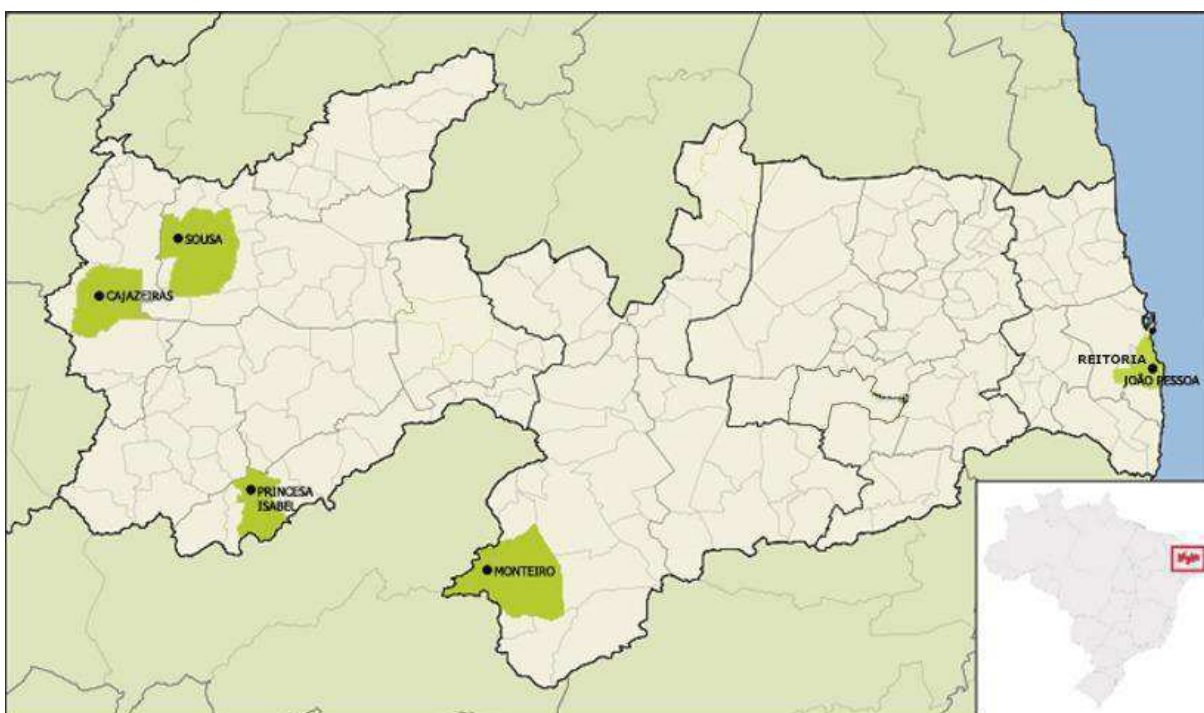 SOUSA
CAJAZEIRAS
REITORIA
JOÃO PESSOA
PRINCESA
ISABEL
MONTEIRO